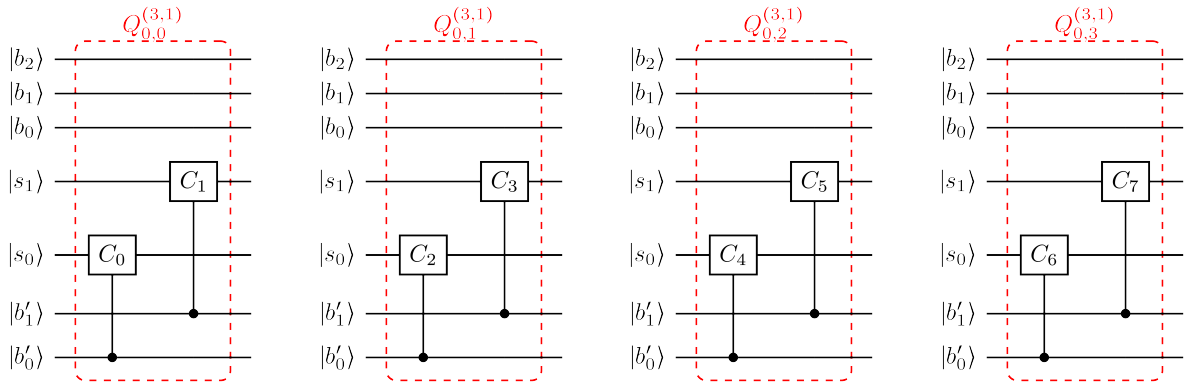 Q_{0,0}^{(3,1)} Q_{0,1}^{(3,1)} Q_{0,2}^{(3,1)} Q_{0,3}^{(3,1)}
|b_2⟩ |b_2⟩ |b_2⟩ |b_2⟩
|b_1⟩ |b_1⟩ |b_1⟩ |b_1⟩
|b_0⟩ |b_0⟩ |b_0⟩ |b_0⟩
|s_1⟩ C_1 |s_1⟩ C_3 |s_1⟩ C_5 |s_1⟩ C_7
|s_0⟩ C_0 |s_0⟩ C_2 |s_0⟩ C_4 |s_0⟩ C_6
|b'_1⟩ |b'_1⟩ |b'_1⟩ |b'_1⟩
|b'_0⟩ |b'_0⟩ |b'_0⟩ |b'_0⟩